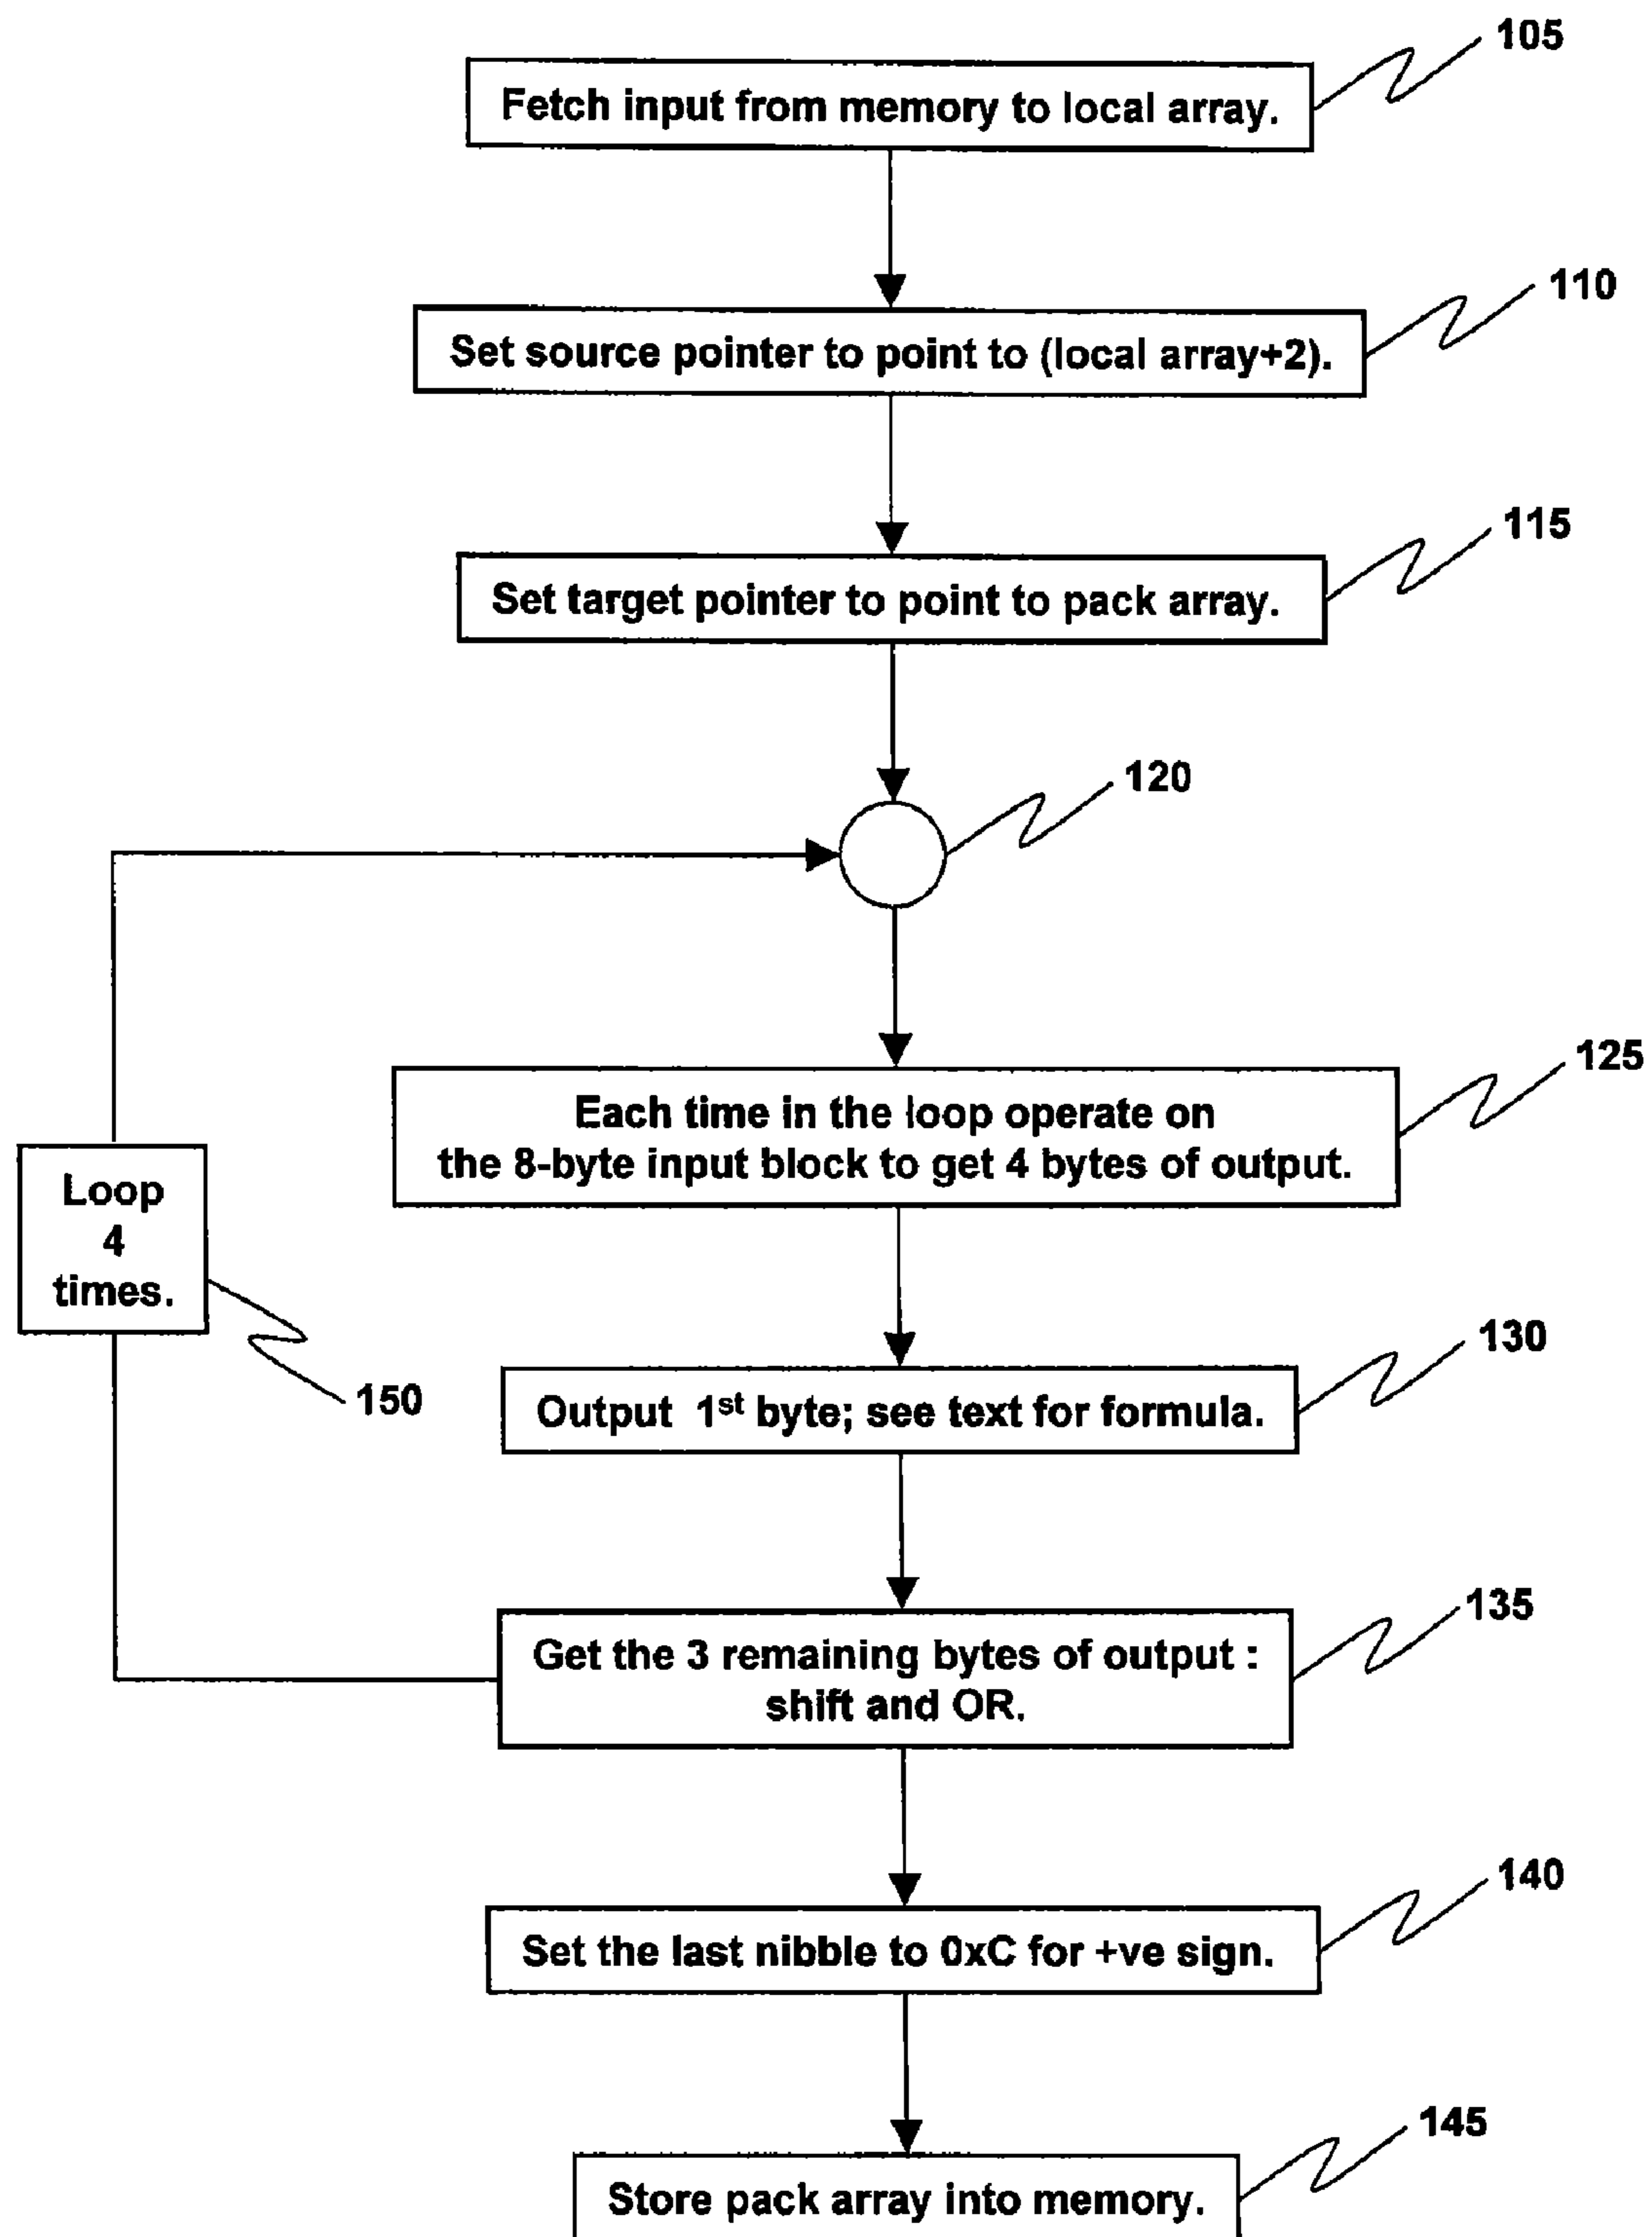 105
Fetch input from memory to local array.
110
Set source pointer to point to (local array+2).
115
Set target pointer to point to pack array.
120
125
Each time in the loop operate on
the 8-byte input block to get 4 bytes of output.
Loop
4
times.
150
130
Output 1st byte; see text for formula.
135
Get the 3 remaining bytes of output :
shift and OR.
140
Set the last nibble to 0xC for +ve sign.
145
Store pack array into memory.